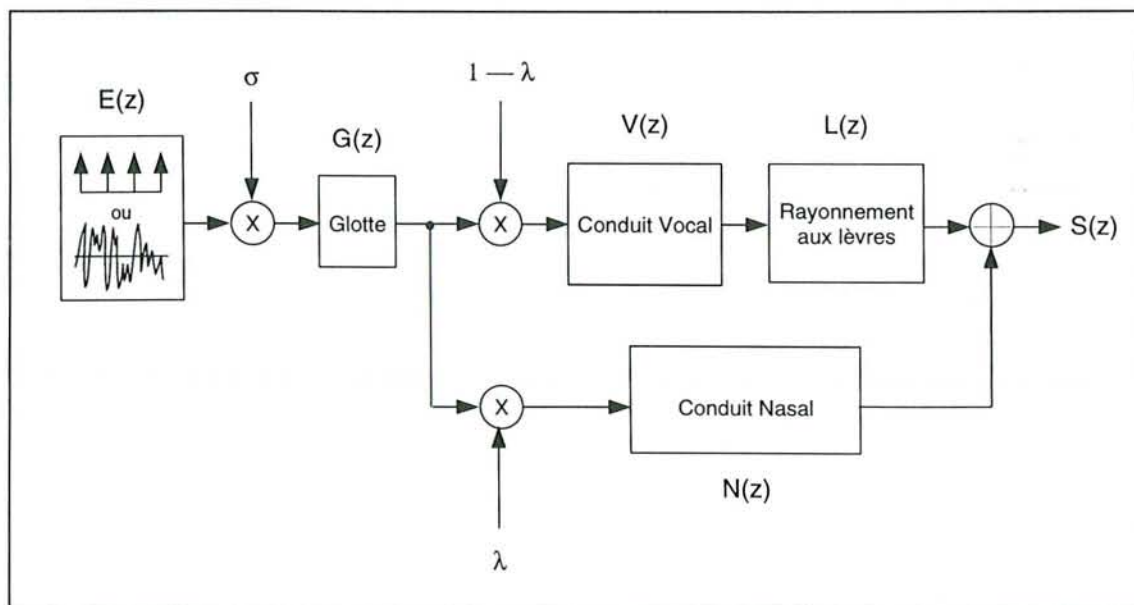 σ
1 — λ
E(z)
G(z)
V(z)
L(z)
ou
X
Glotte
X
Conduit Vocal
Rayonnement
aux lèvres
S(z)
X
Conduit Nasal
N(z)
λ